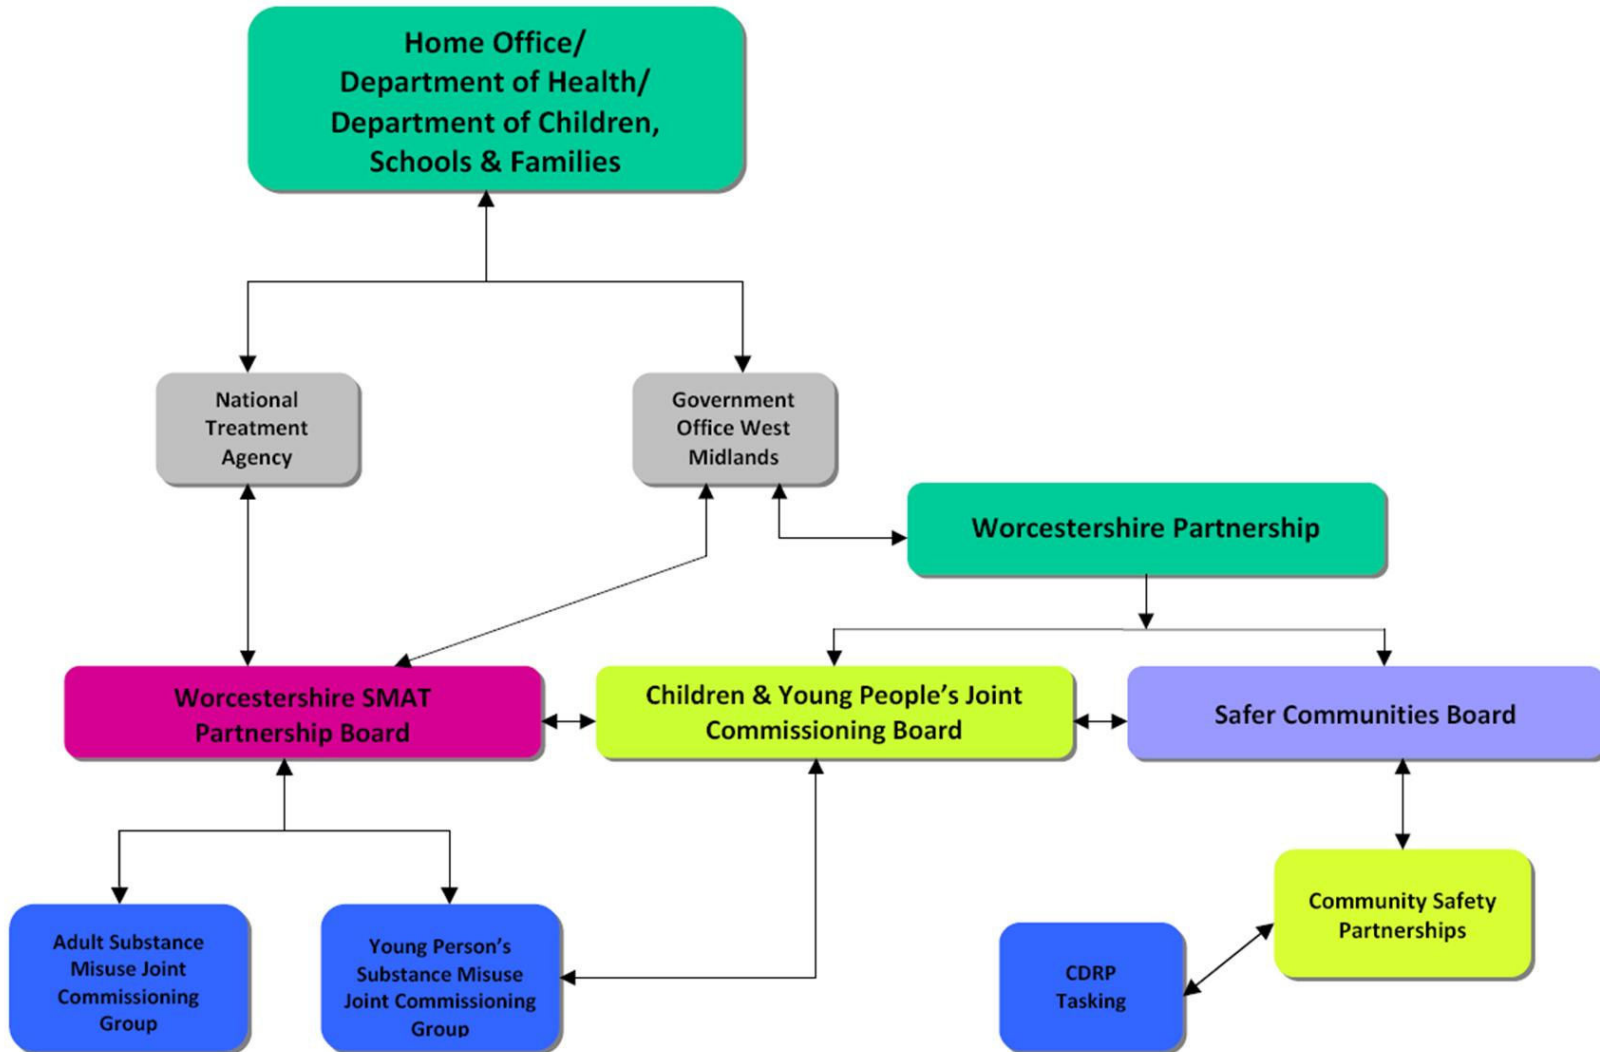 Home Office/
Department of Health/
Department of Children,
Schools & Families
National
Treatment
Agency
Government
Office West
Midlands
Worcestershire Partnership
Worcestershire SMAT
Partnership Board
Children & Young People’s Joint
Commissioning Board
Safer Communities Board
Adult Substance
Misuse Joint
Commissioning
Group
Young Person’s
Substance Misuse
Joint Commissioning
Group
CDRP
Tasking
Community Safety
Partnerships